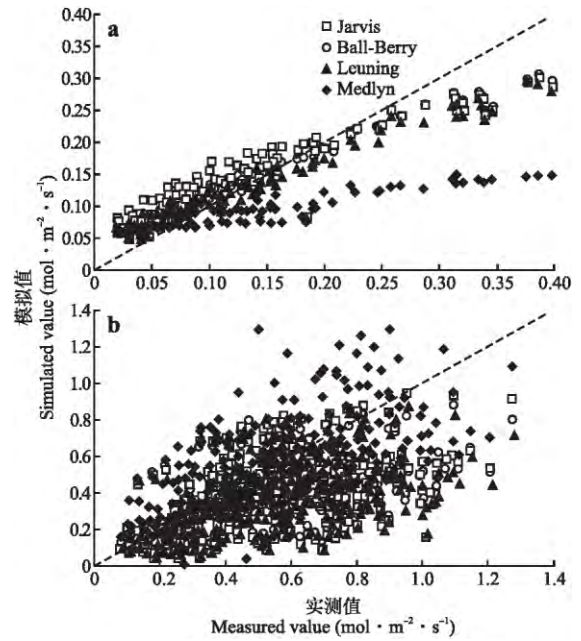 a
□ Jarvis
○ Ball-Berry
▲ Leuning
◆ Medlyn
0.40
0.35
0.30
0.25
0.20
0.15
0.10
0.05
0
0.05 0.10 0.15 0.20 0.25 0.30 0.35 0.40
模拟值
Simulated value (mol · m⁻² · s⁻¹)
b
1.4
1.2
1.0
0.8
0.6
0.4
0.2
0
0 0.2 0.4 0.6 0.8 1.0 1.2 1.4
实测值
Measured value (mol · m⁻² · s⁻¹)